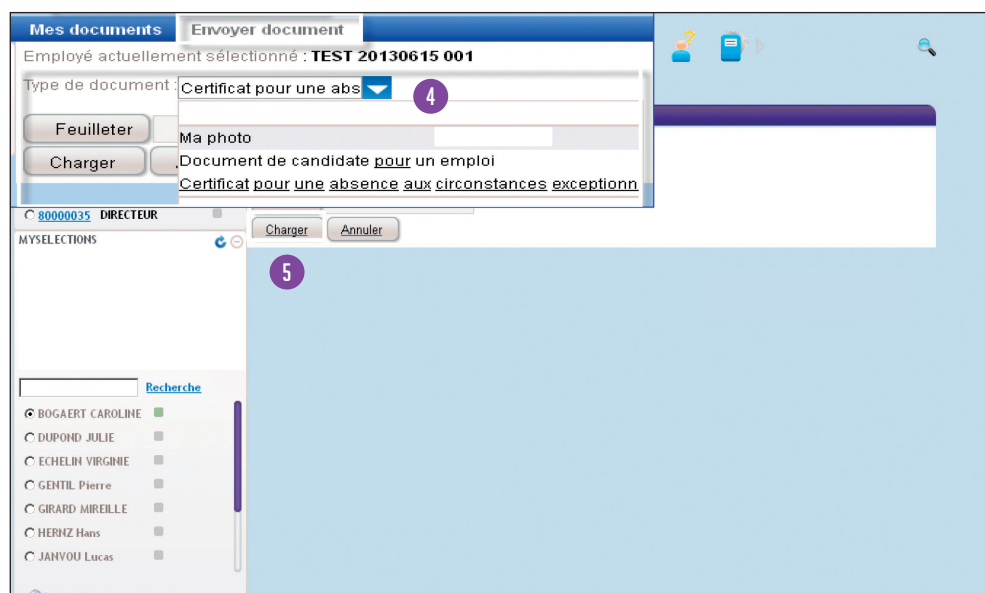 Mes documents Envoyer document
Employé actuellement sélectionné : TEST 20130615 001
Type de document : Certificat pour une abs
4
Feuilleter
Ma photo
Document de candidate pour un emploi
Charger
Certificat pour une absence aux circonstances exceptionn
80000035 DIRECTEUR
Charger Annuler
MYSELECTIONS
5
Recherche
BOGAERT CAROLINE
DUPOND JULIE
ECHELIN VIRGINIE
GENTIL Pierre
GIRARD MIREILLE
HERNZ Hans
JANVOU Lucas